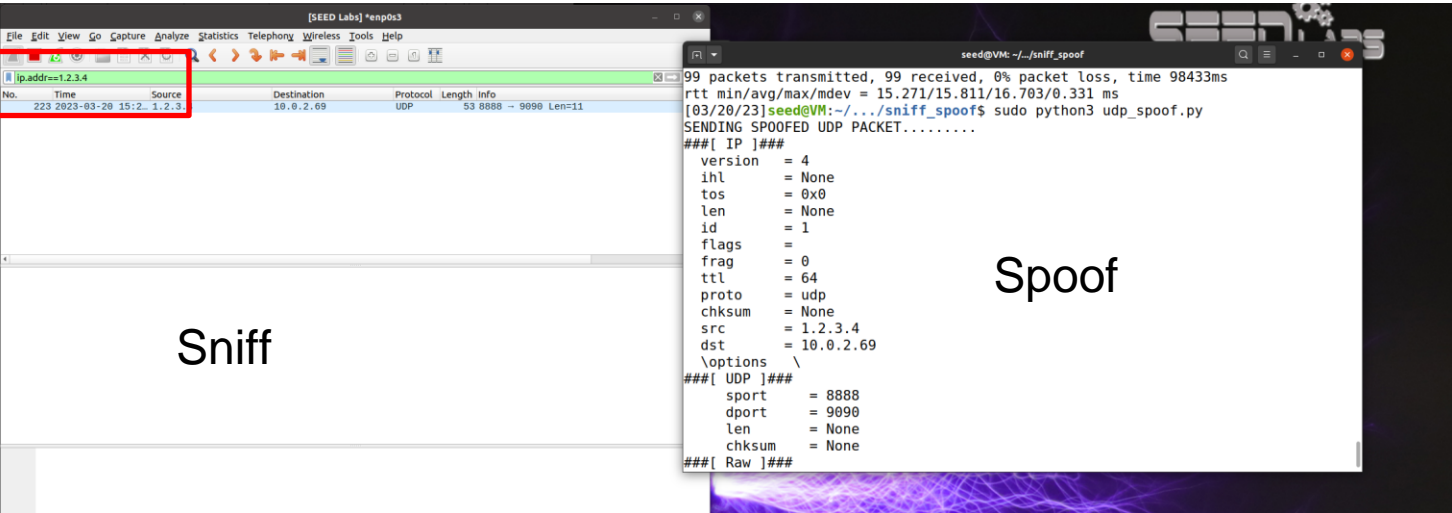 [SEED Labs] *enp0s3
File Edit View Go Capture Analyze Statistics Telephony Wireless Tools Help
ip.addr==1.2.3.4
No. Time Source Destination Protocol Length Info
223 2023-03-20 15:2… 1.2.3. 10.0.2.69 UDP 53 8888 → 9090 Len=11
Sniff
SEED LABS
seed@VM: ~/.../sniff_spoof
99 packets transmitted, 99 received, 0% packet loss, time 98433ms
rtt min/avg/max/mdev = 15.271/15.811/16.703/0.331 ms
[03/20/23]seed@VM:~/.../sniff_spoof$ sudo python3 udp_spoof.py
SENDING SPOOFED UDP PACKET.........
###[ IP ]###
version = 4
ihl = None
tos = 0x0
len = None
id = 1
flags =
frag = 0
ttl = 64
proto = udp
chksum = None
src = 1.2.3.4
dst = 10.0.2.69
\options \
###[ UDP ]###
sport = 8888
dport = 9090
len = None
chksum = None
###[ Raw ]###
Spoof